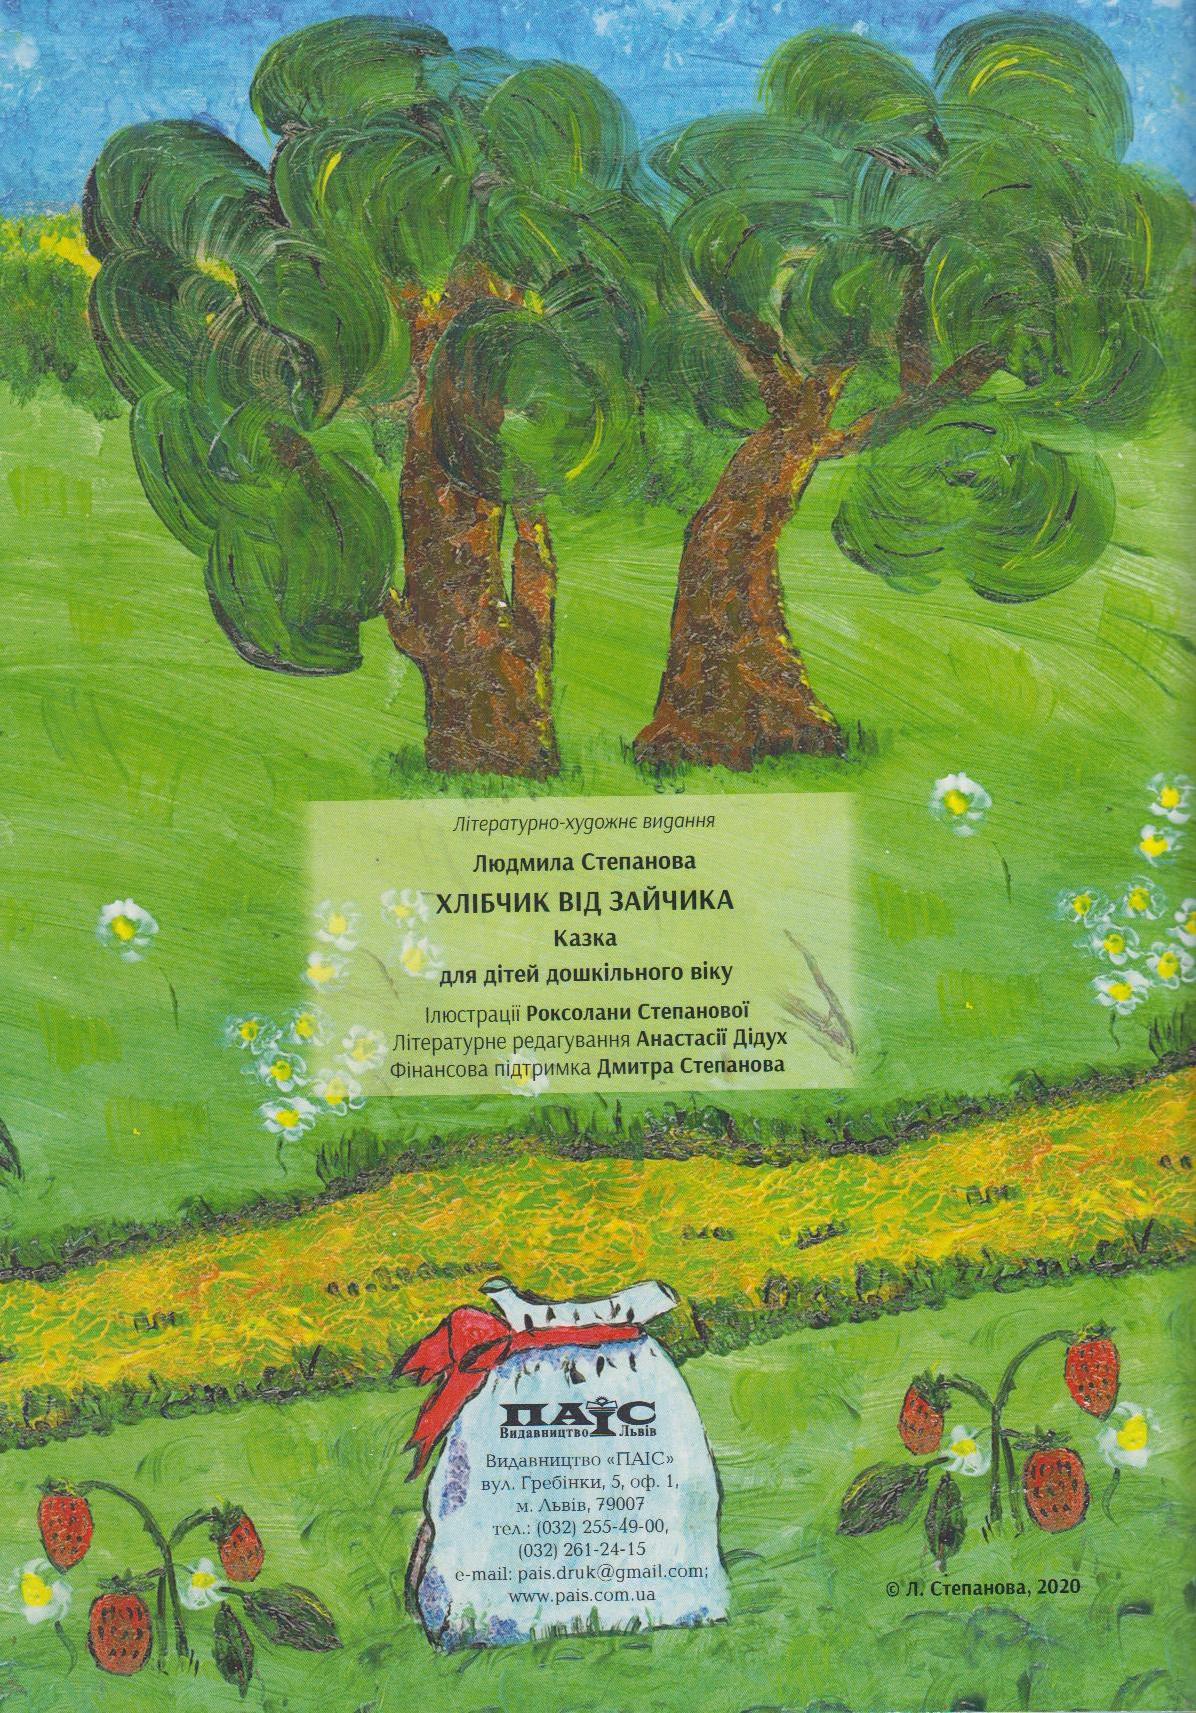 Літературно-художнє видання
Людмила Степанова
ХЛІБЧИК ВІД ЗАЙЧИКА
Казка
для дітей дошкільного віку
Ілюстрації Роксолани Степанової
Літературне редагування Анастасії Дідух
Фінансова підтримка Дмитра Степанова
ПАІС
Видавництво Львів
Видавництво «ПАІС»
вул. Гребінки, 5, оф. 1,
м. Львів, 79007
тел.: (032) 255-49-00,
(032) 261-24-15
e-mail: pais.druk@gmail.com;
www.pais.com.ua
© Л. Степанова, 2020